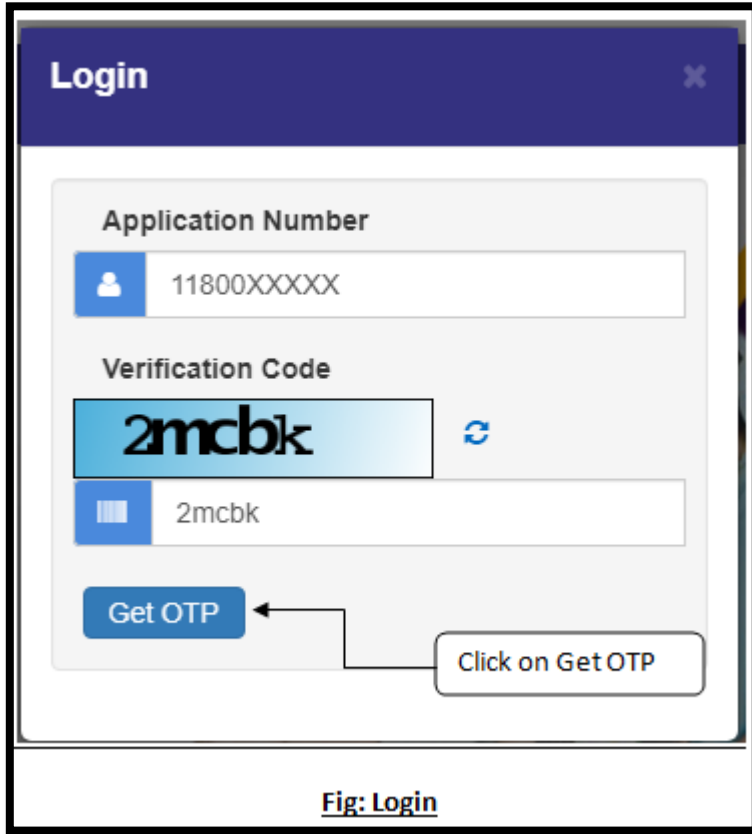 Login
Application Number
11800XXXXX
Verification Code
2mcbk
2mcbk
Get OTP
Click on Get OTP
Fig: Login